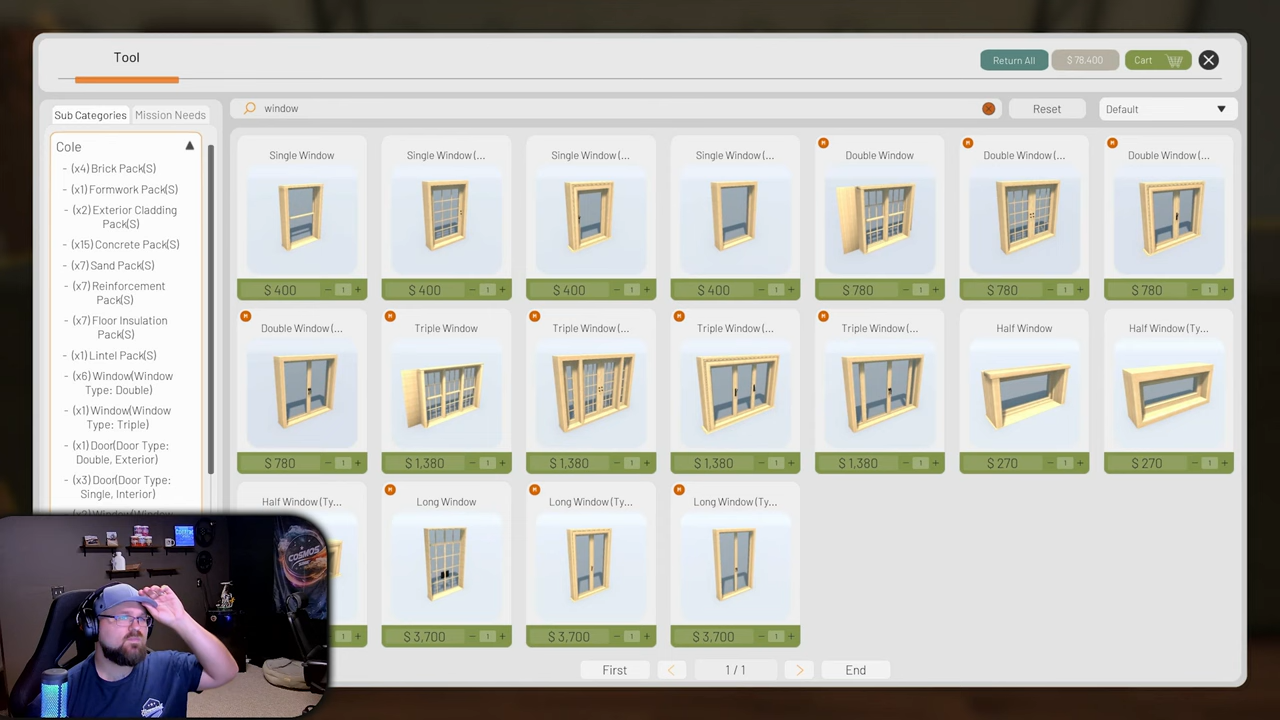 Tool
Return All
$ 78,400
Cart
Sub Categories
Mission Needs
window
Reset
Default
Cole
- (x4) Brick Pack(S)
- (x1) Formwork Pack(S)
- (x2) Exterior Cladding
Pack(S)
- (x15) Concrete Pack(S)
- (x7) Sand Pack(S)
- (x7) Reinforcement
Pack(S)
- (x7) Floor Insulation
Pack(S)
- (x1) Lintel Pack(S)
- (x6) Window(Window
Type: Double)
- (x1) Window(Window
Type: Triple)
- (x1) Door(Door Type:
Double, Exterior)
- (x3) Door(Door Type:
Single, Interior)
Single Window
Single Window (...
Single Window (...
Single Window (...
M
Double Window
M
Double Window (...
M
Double Window (...
$ 400 − 1 +
$ 400 − 1 +
$ 400 − 1 +
$ 400 − 1 +
$ 780 − 1 +
$ 780 − 1 +
$ 780 − 1 +
M
Double Window (...
M
Triple Window
M
Triple Window (...
M
Triple Window (...
M
Triple Window (...
Half Window
Half Window (Ty...
$ 780 − 1 +
$ 1,380 − 1 +
$ 1,380 − 1 +
$ 1,380 − 1 +
$ 1,380 − 1 +
$ 270 − 1 +
$ 270 − 1 +
Half Window (Ty...
M
Long Window
M
Long Window (Ty...
M
Long Window (Ty...
1 +
$ 3,700 − 1 +
$ 3,700 − 1 +
$ 3,700 − 1 +
First
<
1 / 1
>
End
COSMOS